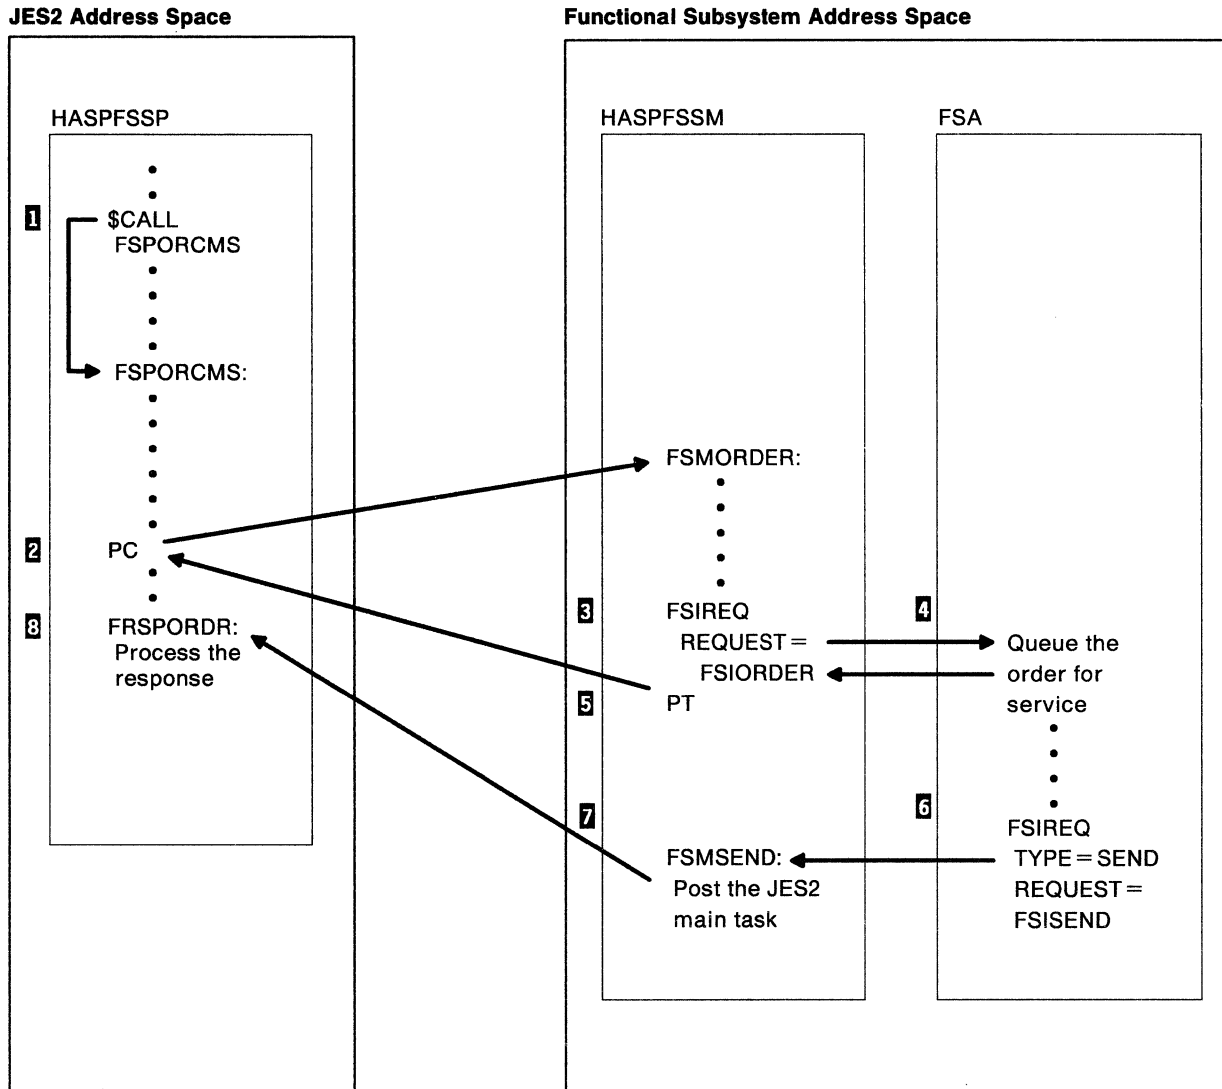 JES2 Address Space
Functional Subsystem Address Space
HASPFSSP
HASPFSSM
FSA
1
$CALL
FSPORCMS
FSPORCMS:
FSMORDER:
2
PC
3
FSIREQ
REQUEST =
FSIORDER
4
Queue the
order for
service
8
FRSPORDR:
Process the
response
5
PT
7
FSMSEND:
Post the JES2
main task
6
FSIREQ
TYPE = SEND
REQUEST =
FSISEND